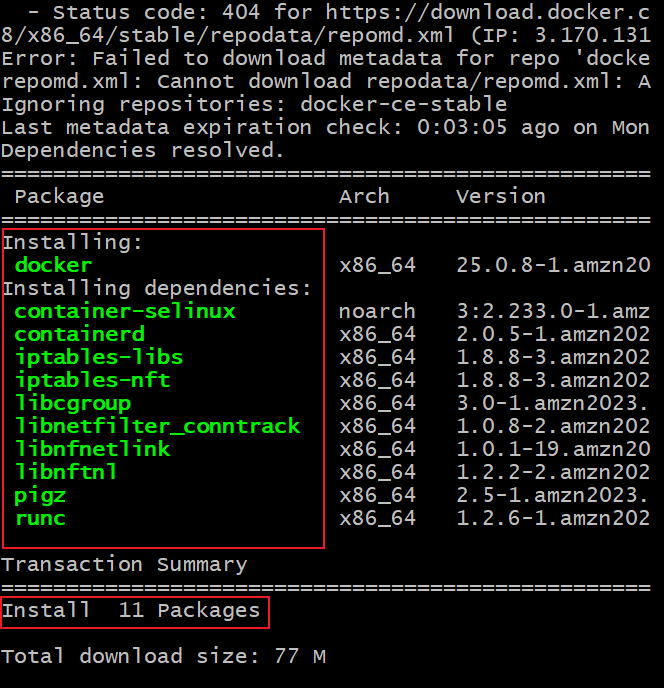 - Status code: 404 for https://download.docker.c
8/x86_64/stable/repodata/repomd.xml (IP: 3.170.131
Error: Failed to download metadata for repo 'docke
repomd.xml: Cannot download repodata/repomd.xml: A
Ignoring repositories: docker-ce-stable
Last metadata expiration check: 0:03:05 ago on Mon
Dependencies resolved.
==================================================
Package Arch Version
==================================================
Installing:
docker x86_64 25.0.8-1.amzn20
Installing dependencies:
container-selinux noarch 3:2.233.0-1.amz
containerd x86_64 2.0.5-1.amzn202
iptables-libs x86_64 1.8.8-3.amzn202
iptables-nft x86_64 1.8.8-3.amzn202
libcgroup x86_64 3.0-1.amzn2023.
libnetfilter_conntrack x86_64 1.0.8-2.amzn202
libnfnetlink x86_64 1.0.1-19.amzn20
libnftnl x86_64 1.2.2-2.amzn202
pigz x86_64 2.5-1.amzn2023.
runc x86_64 1.2.6-1.amzn202
Transaction Summary
==================================================
Install 11 Packages
Total download size: 77 M